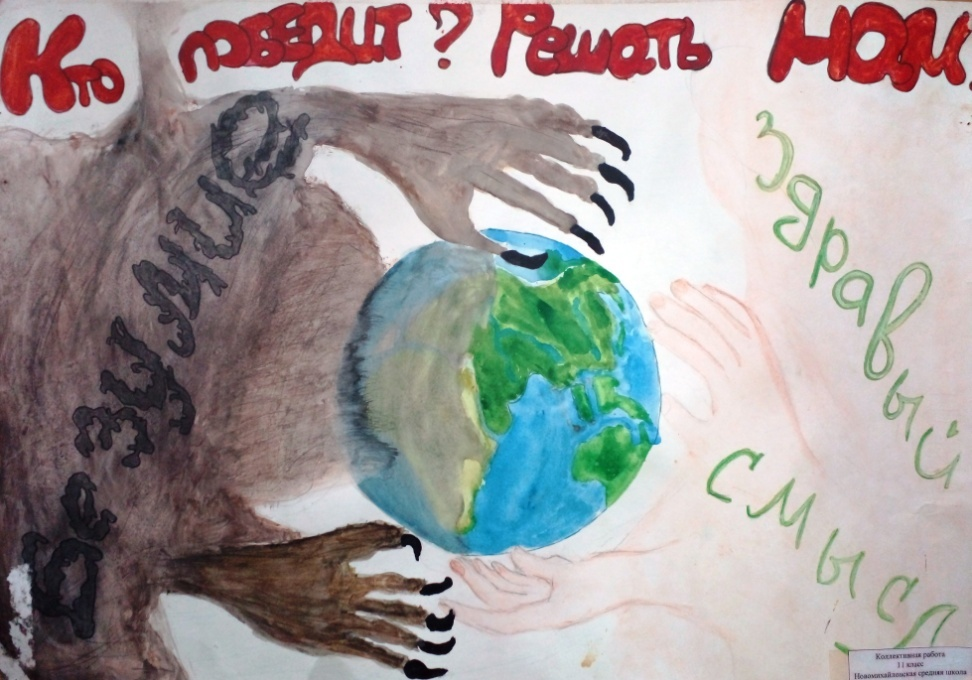 Кто победит? Решать нам!
Безумие
Здравый
смысл
Коллективная работа
11 класс
Новомихайловская средняя школа